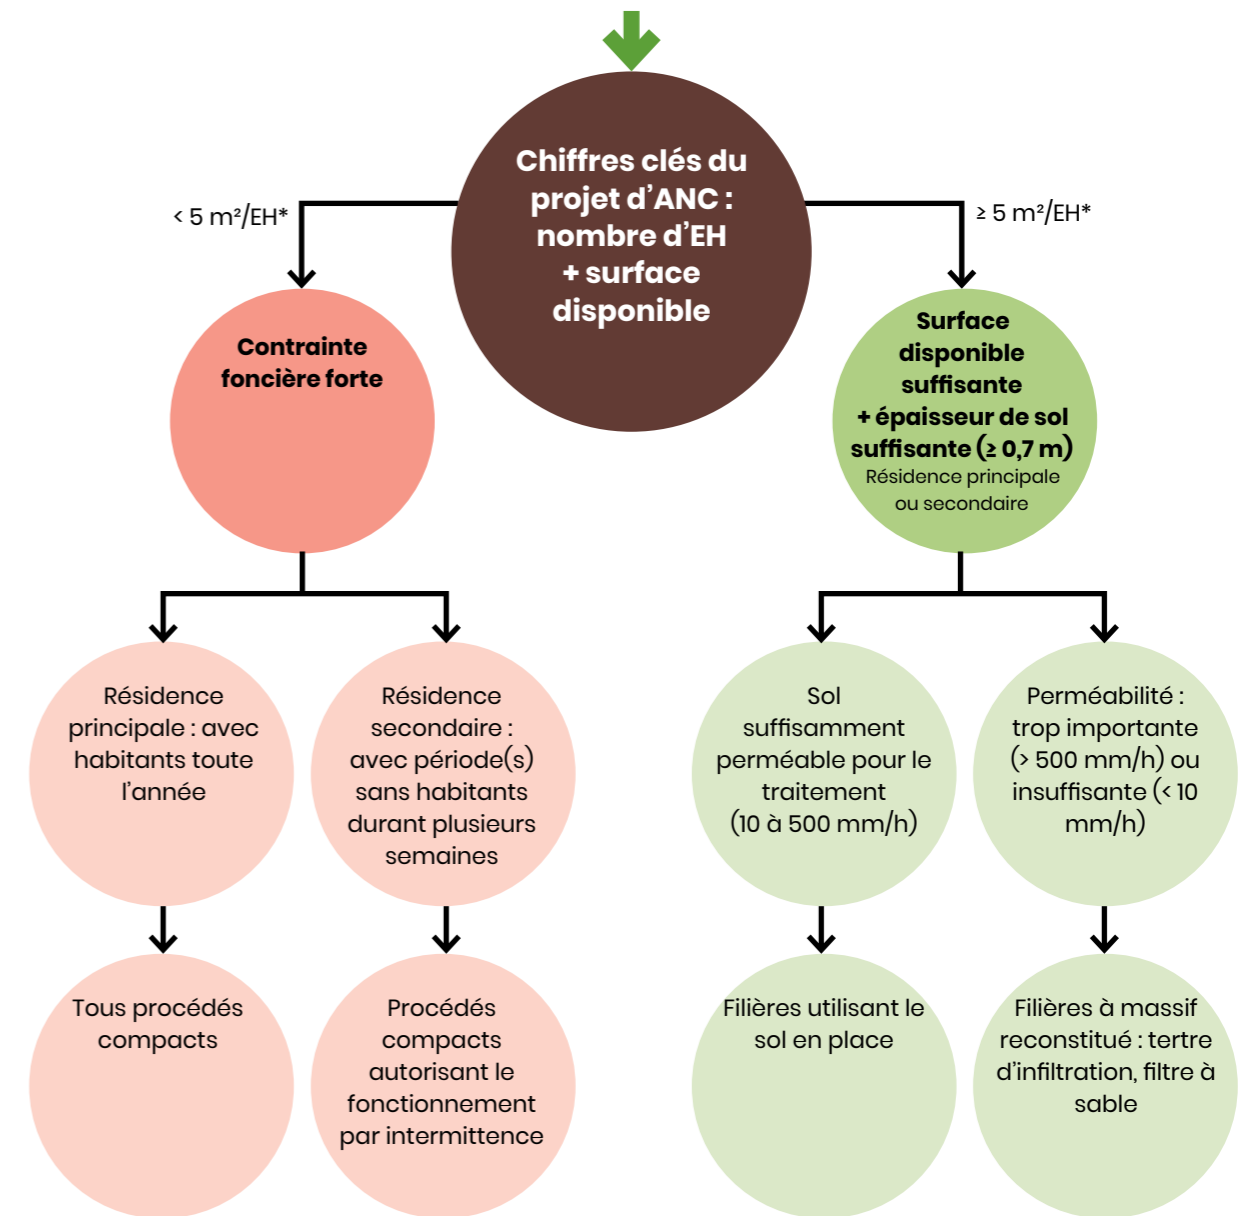 Chiffres clés du
projet d’ANC :
nombre d’EH
+ surface
disponible
< 5 m²/EH*
≥ 5 m²/EH*
Contrainte
foncière forte
Surface
disponible
suffisante
+ épaisseur de sol
suffisante (≥ 0,7 m)
Résidence principale
ou secondaire
Résidence
principale : avec
habitants toute
l’année
Résidence
secondaire :
avec période(s)
sans habitants
durant plusieurs
semaines
Sol
suffisamment
perméable pour le
traitement
(10 à 500 mm/h)
Perméabilité :
trop importante
(> 500 mm/h) ou
insuffisante (< 10
mm/h)
Tous procédés
compacts
Procédés
compacts
autorisant le
fonctionnement
par intermittence
Filières utilisant le
sol en place
Filières à massif
reconstitué : tertre
d’infiltration, filtre à
sable